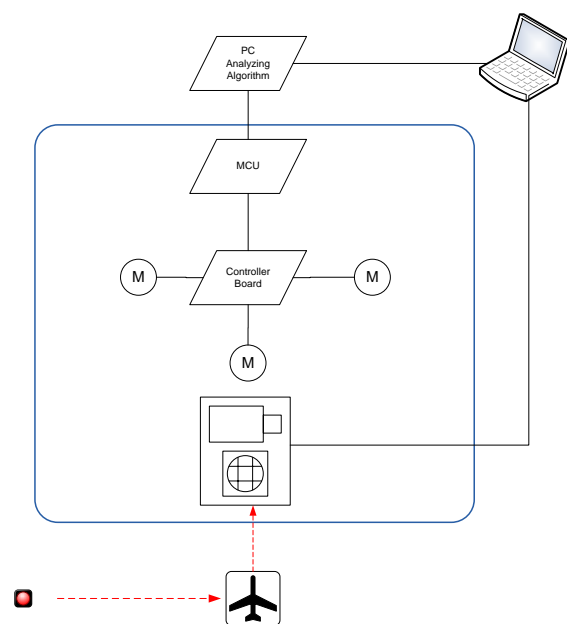 PC
Analyzing
Algorithm
MCU
Controller
Board
M
M
M